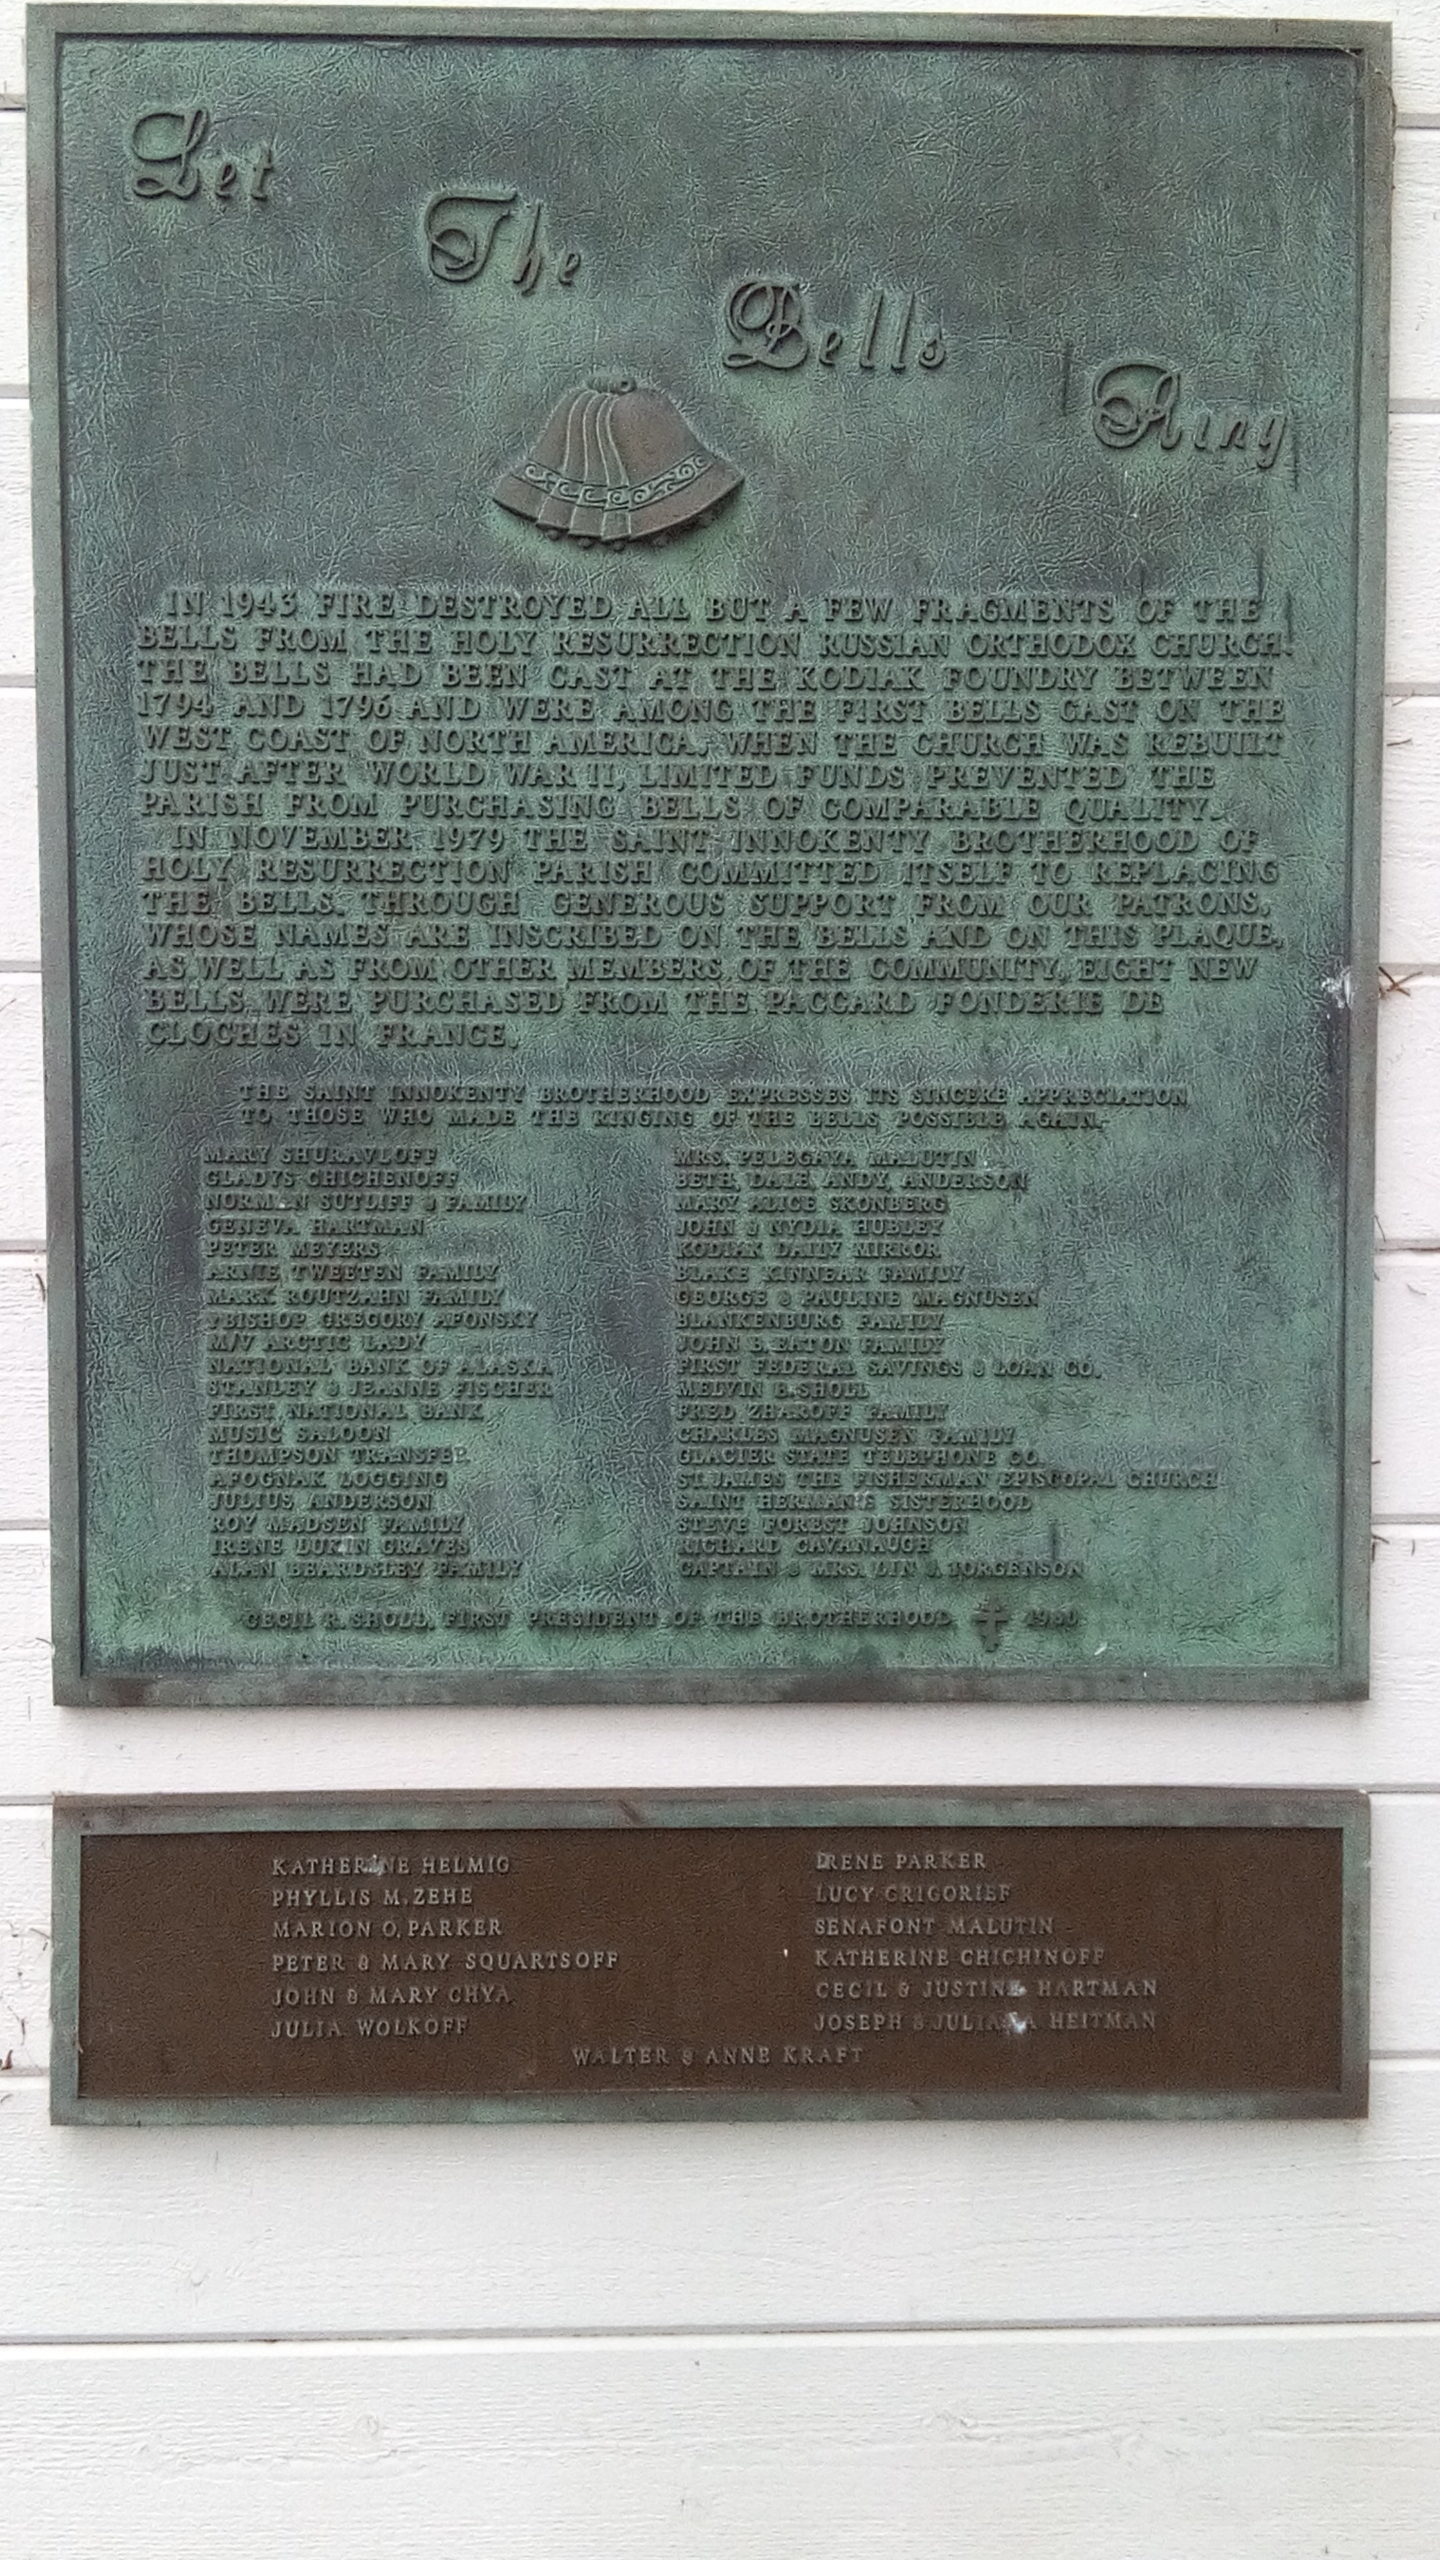 Let
The
Bells
Ring
IN 1943 FIRE DESTROYED ALL BUT A FEW FRAGMENTS OF THE
BELLS FROM THE HOLY RESURRECTION RUSSIAN ORTHODOX CHURCH.
THE BELLS HAD BEEN CAST AT THE KODIAK FOUNDRY BETWEEN
1794 AND 1796 AND WERE AMONG THE FIRST BELLS CAST ON THE
WEST COAST OF NORTH AMERICA. WHEN THE CHURCH WAS REBUILT
JUST AFTER WORLD WAR II, LIMITED FUNDS PREVENTED THE
PARISH FROM PURCHASING BELLS OF COMPARABLE QUALITY.
IN NOVEMBER 1979 THE SAINT INNOKENTY BROTHERHOOD OF
HOLY RESURRECTION PARISH COMMITTED ITSELF TO REPLACING
THE BELLS. THROUGH GENEROUS SUPPORT FROM OUR PATRONS,
WHOSE NAMES ARE INSCRIBED ON THE BELLS AND ON THIS PLAQUE,
AS WELL AS FROM OTHER MEMBERS OF THE COMMUNITY, EIGHT NEW
BELLS WERE PURCHASED FROM THE PACCARD FONDERIE DE
CLOCHES IN FRANCE.
THE SAINT INNOKENTY BROTHERHOOD EXPRESSES ITS SINCERE APPRECIATION
TO THOSE WHO MADE THE RINGING OF THE BELLS POSSIBLE AGAIN.
MARY SHURAVLOFF
GLADYS CHICHENOFF
NORMAN SUTLIFF & FAMILY
GENEVA HARTMAN
PETER MEYERS
ARNIE TWEETEN FAMILY
MARK ROUTZAHN FAMILY
BISHOP GREGORY AFONSKY
M/V ARCTIC LADY
NATIONAL BANK OF ALASKA
STANLEY & JEANNE FISCHER
FIRST NATIONAL BANK
MUSIC SALOON
THOMPSON TRANSFER
AFOGNAK LOGGING
JULIUS ANDERSON
ROY MADSEN FAMILY
IRENE LUKIN GRAVES
ALAN BEARDSLEY FAMILY
MRS. PELEGAYA MALUTIN
BETH, DALE, ANDY, ANDERSON
MARY ALICE SKONBERG
JOHN & NYDIA HUBLEY
KODIAK DAILY MIRROR
BLAKE KINNEAR FAMILY
GEORGE & PAULINE MAGNUSEN
BLANKENBURG FAMILY
JOHN B. EATON FAMILY
FIRST FEDERAL SAVINGS & LOAN CO.
MELVIN B. SHOLL
FRED ZHAROFF FAMILY
CHARLES MAGNUSEN FAMILY
GLACIER STATE TELEPHONE CO.
ST. JAMES THE FISHERMAN EPISCOPAL CHURCH
SAINT HERMAN'S SISTERHOOD
STEVE FOREST JOHNSON
RICHARD CAVANAUGH
CAPTAIN & MRS. LIN J. JORGENSON
CECIL R. SHOLL, FIRST PRESIDENT OF THE BROTHERHOOD ☦ 1980
KATHERINE HELMIG
PHYLLIS M. ZEHE
MARION O. PARKER
PETER & MARY SQUARTSOFF
JOHN & MARY CHYA
JULIA WOLKOFF
IRENE PARKER
LUCY GRIGORIEF
SENAFONT MALUTIN
KATHERINE CHICHINOFF
CECIL & JUSTINE HARTMAN
JOSEPH & JULIANA HEITMAN
WALTER & ANNE KRAFT